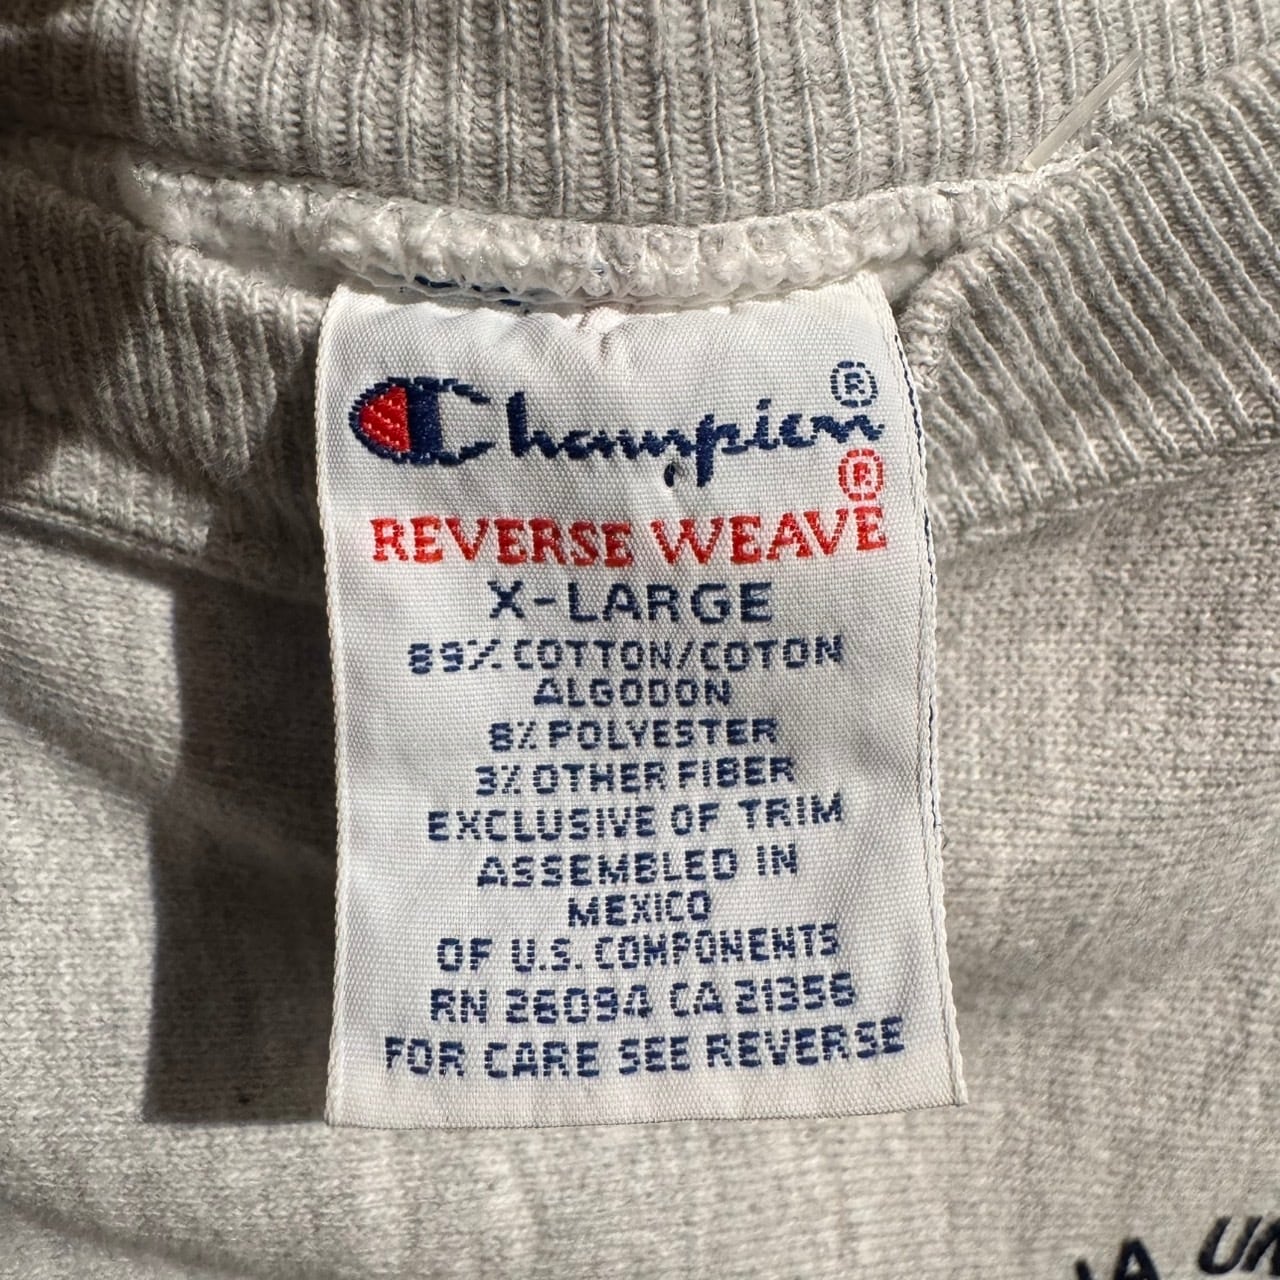 Champion®
®
REVERSE WEAVE
X-LARGE
89% COTTON/COTON
ALGODON
8% POLYESTER
3% OTHER FIBER
EXCLUSIVE OF TRIM
ASSEMBLED IN
MEXICO
OF U.S. COMPONENTS
RN 26094 CA 21356
FOR CARE SEE REVERSE